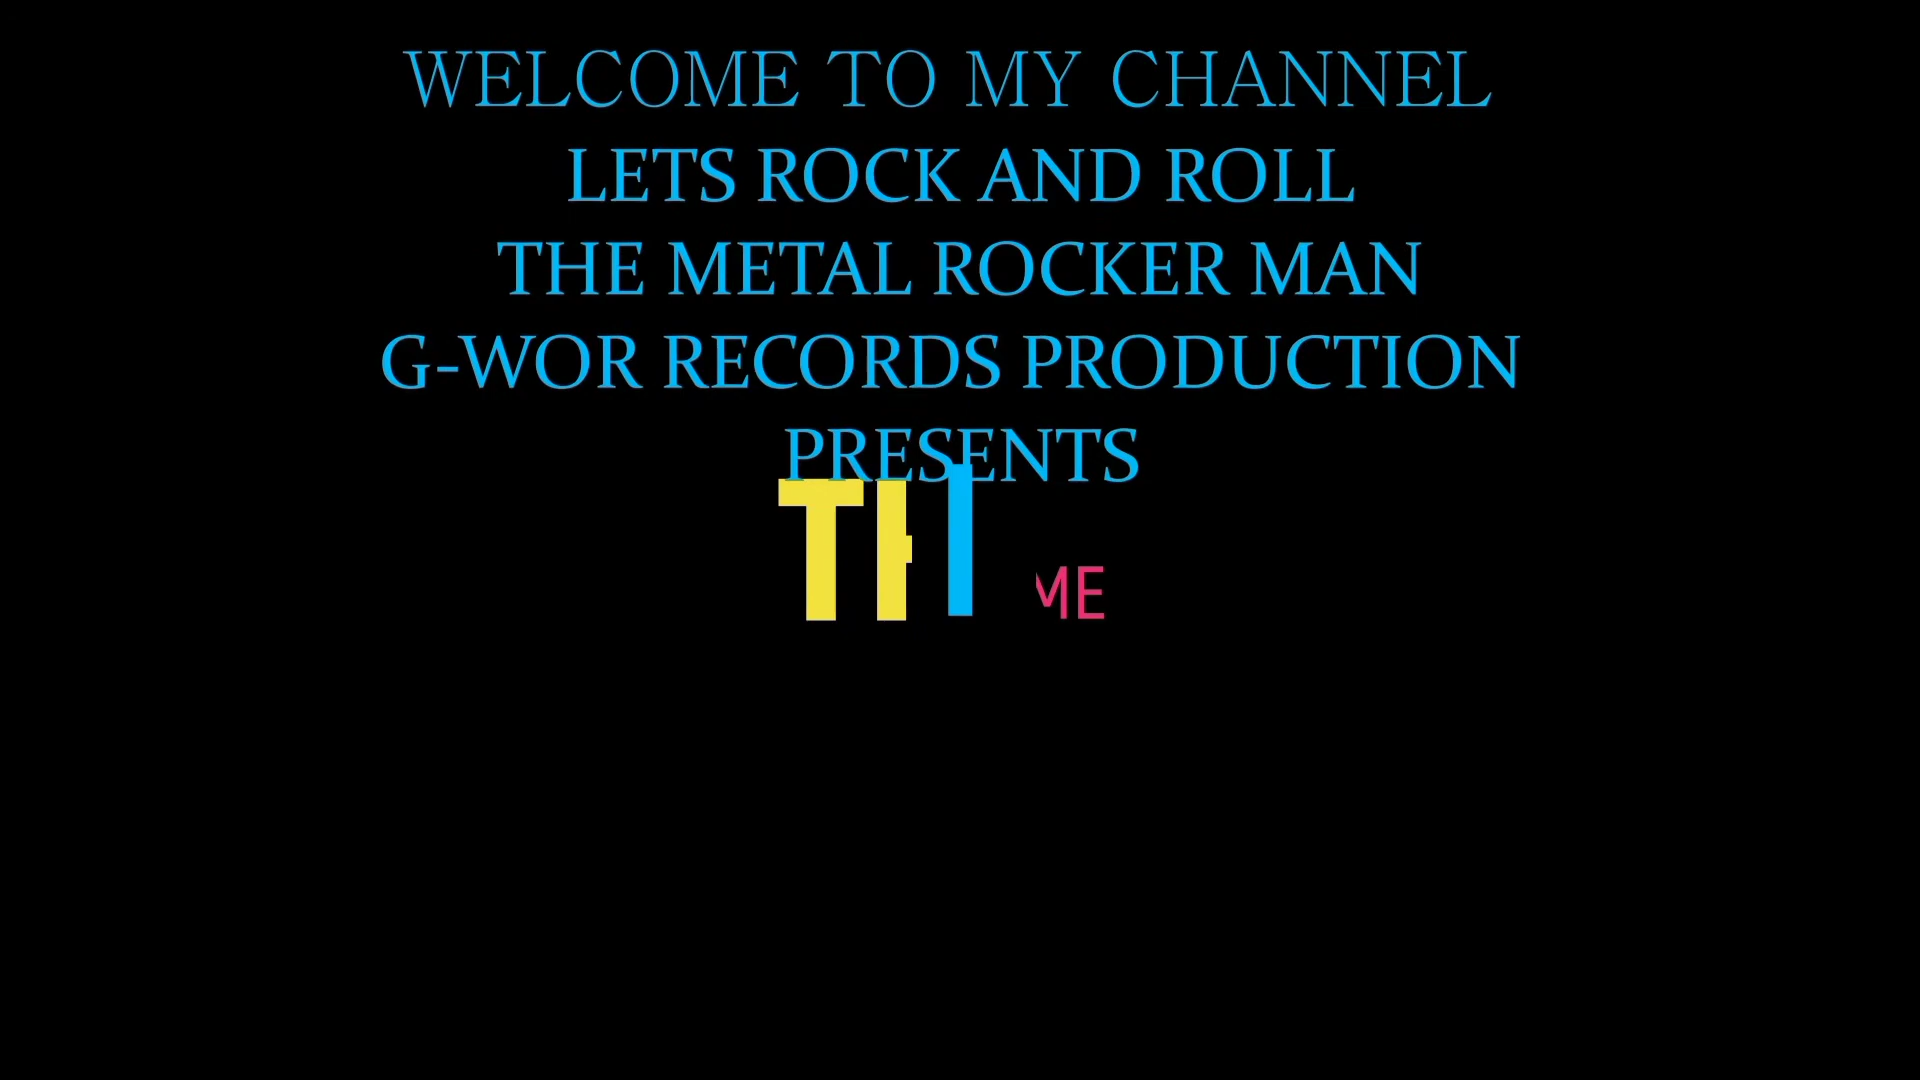 WELCOME TO MY CHANNEL
LETS ROCK AND ROLL
THE METAL ROCKER MAN
G-WOR RECORDS PRODUCTION
PRESENTS